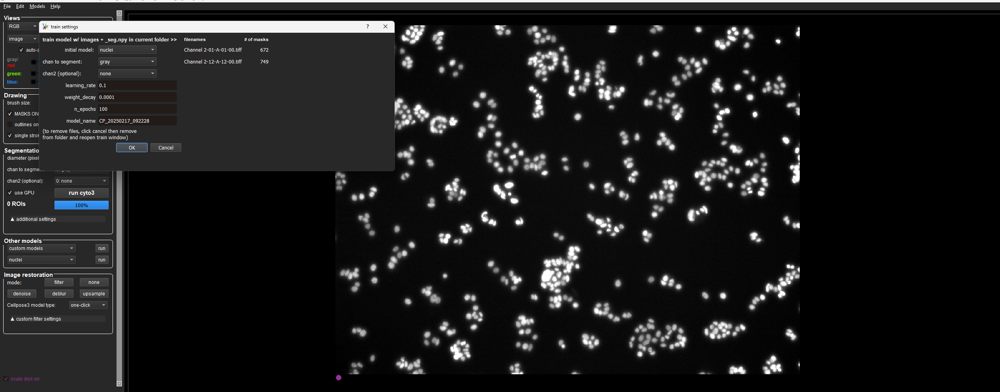 File Edit Models Help
Views
RGB
image
auto-a
gray/
red
green:
blue:
Drawing
brush size:
MASKS ON
outlines on
single strok
Segmentatio
diameter (pixel
chan to segmen
chan2 (optional): 0: none
use GPU run cyto3
0 ROIs 100%
▲ additional settings
Other models
custom models run
nuclei run
Image restoration
mode: filter none
denoise deblur upsample
Cellpose3 model type: one-click
▲ custom filter settings
scale disk on
train settings ?
train model w/ images + _seg.npy in current folder >> filenames # of masks
initial model: nuclei Channel 2-01-A-01-00.tiff 672
chan to segment: gray Channel 2-12-A-12-00.tiff 749
chan2 (optional): none
learning_rate 0.1
weight_decay 0.0001
n_epochs 100
model_name CP_20250217_092228
(to remove files, click cancel then remove
from folder and reopen train window)
OK Cancel